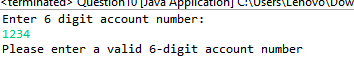 <terminated> Question10 [Java Application] C:\Users\Lenovo\Dow
Enter 6 digit account number:
1234
Please enter a valid 6-digit account number